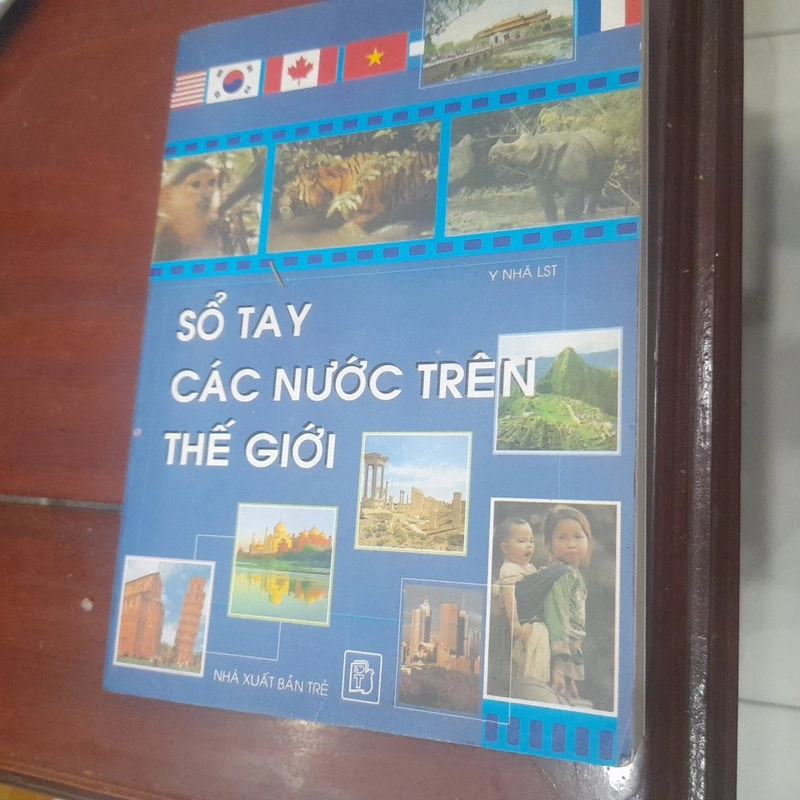 Y NHÃ LST
SỔ TAY
CÁC NƯỚC TRÊN
THẾ GIỚI
NHÀ XUẤT BẢN TRẺ